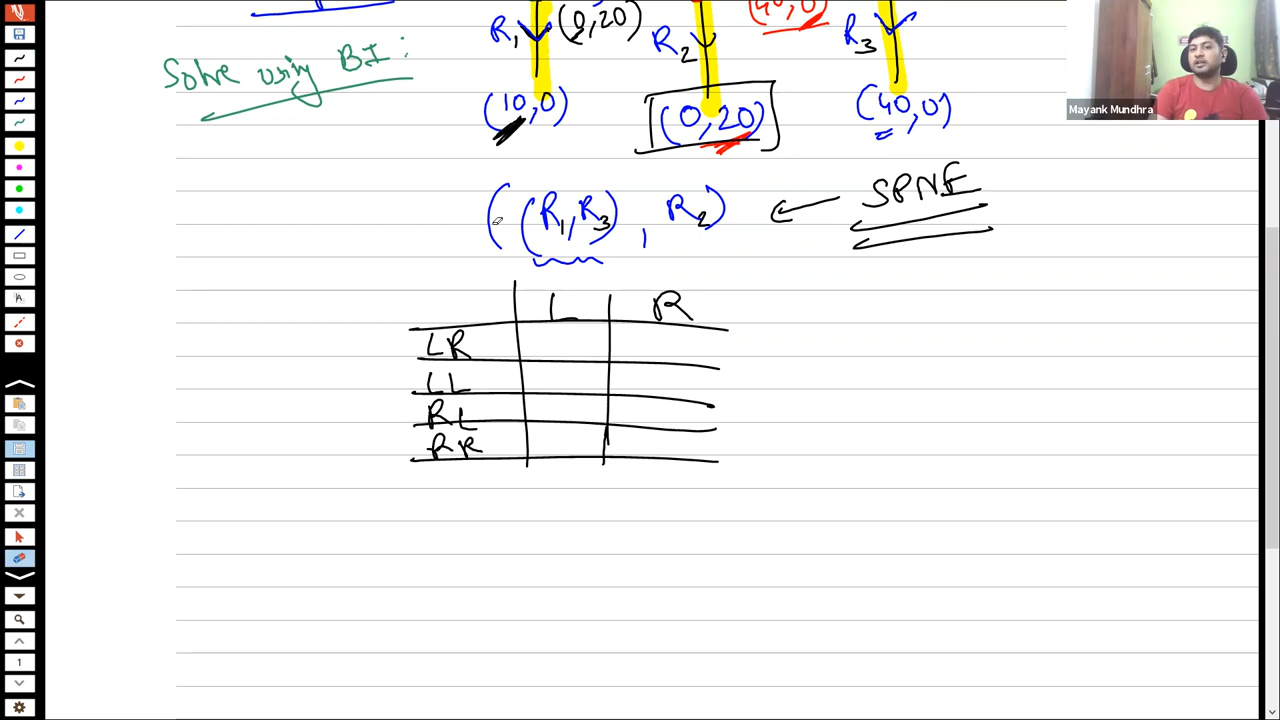 (40,0)
R1 (0,20) R2 R3
Solve using BI:
(10,0) (0,20) (40,0)
Mayank Mundhra
((R1,R3), R2) ← SPNE
L R
LR
LL
RL
RR
1